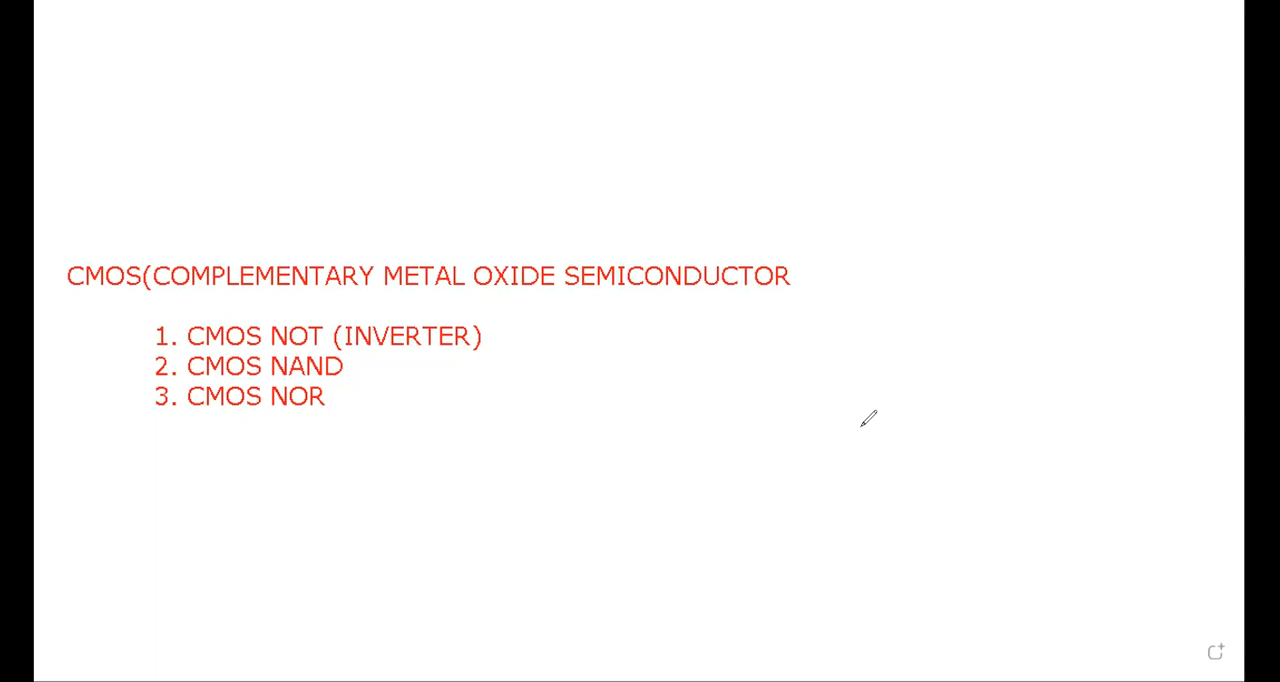 CMOS(COMPLEMENTARY METAL OXIDE SEMICONDUCTOR
1. CMOS NOT (INVERTER)
2. CMOS NAND
3. CMOS NOR